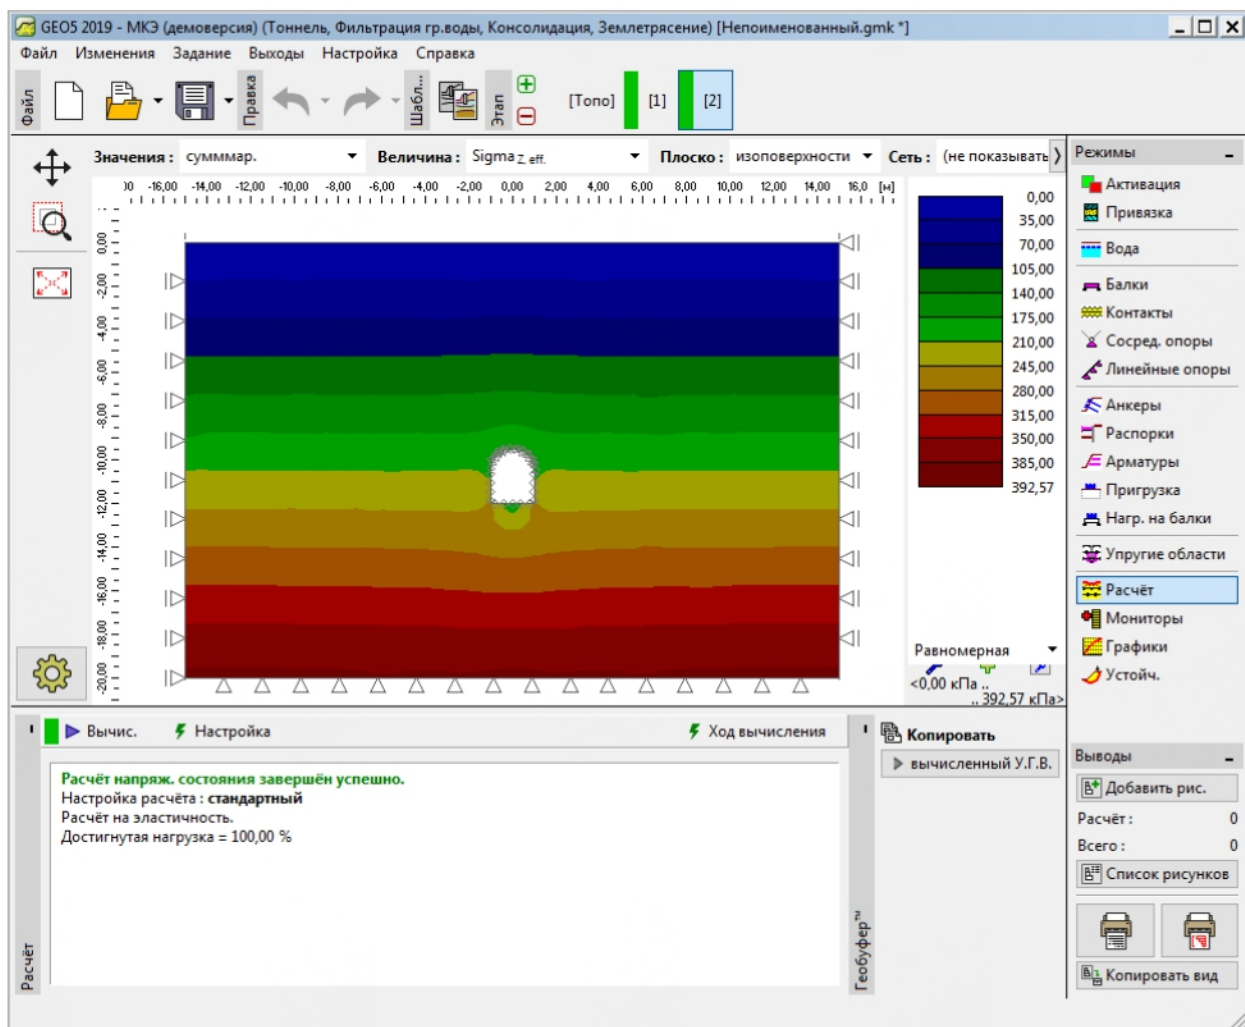 GEO5 2019 - МКЭ (демоверсия) (Тоннель, Фильтрация гр.воды, Консолидация, Землетрясение) [Непоименованный.gmk *]
Файл Изменения Задание Выходы Настройка Справка
Файл
Правка
Шабл...
Этап
[Топо] [1] [2]
Значения : сумммар. Величина : Sigma Z, eff. Плоско : изоповерхности Сеть : (не показывать
-16,00 -14,00 -12,00 -10,00 -8,00 -6,00 -4,00 -2,00 0,00 2,00 4,00 6,00 8,00 10,00 12,00 14,00 16,0 [м]
0,00
-2,00
-4,00
-6,00
-8,00
-10,00
-12,00
-14,00
-16,00
-18,00
-20,00
0,00
35,00
70,00
105,00
140,00
175,00
210,00
245,00
280,00
315,00
350,00
385,00
392,57
Равномерная
<0,00 кПа ..
.. 392,57 кПа>
Режимы
Активация
Привязка
Вода
Балки
Контакты
Сосред. опоры
Линейные опоры
Анкеры
Распорки
Арматуры
Пригрузка
Нагр. на балки
Упругие области
Расчёт
Мониторы
Графики
Устойч.
Вычис. Настройка Ход вычисления
Расчёт напряж. состояния завершён успешно.
Настройка расчёта : стандартный
Расчёт на эластичность.
Достигнутая нагрузка = 100,00 %
Расчёт
Геобуфер™
Копировать
вычисленный У.Г.В.
Выводы
Добавить рис.
Расчёт : 0
Всего : 0
Список рисунков
Копировать вид